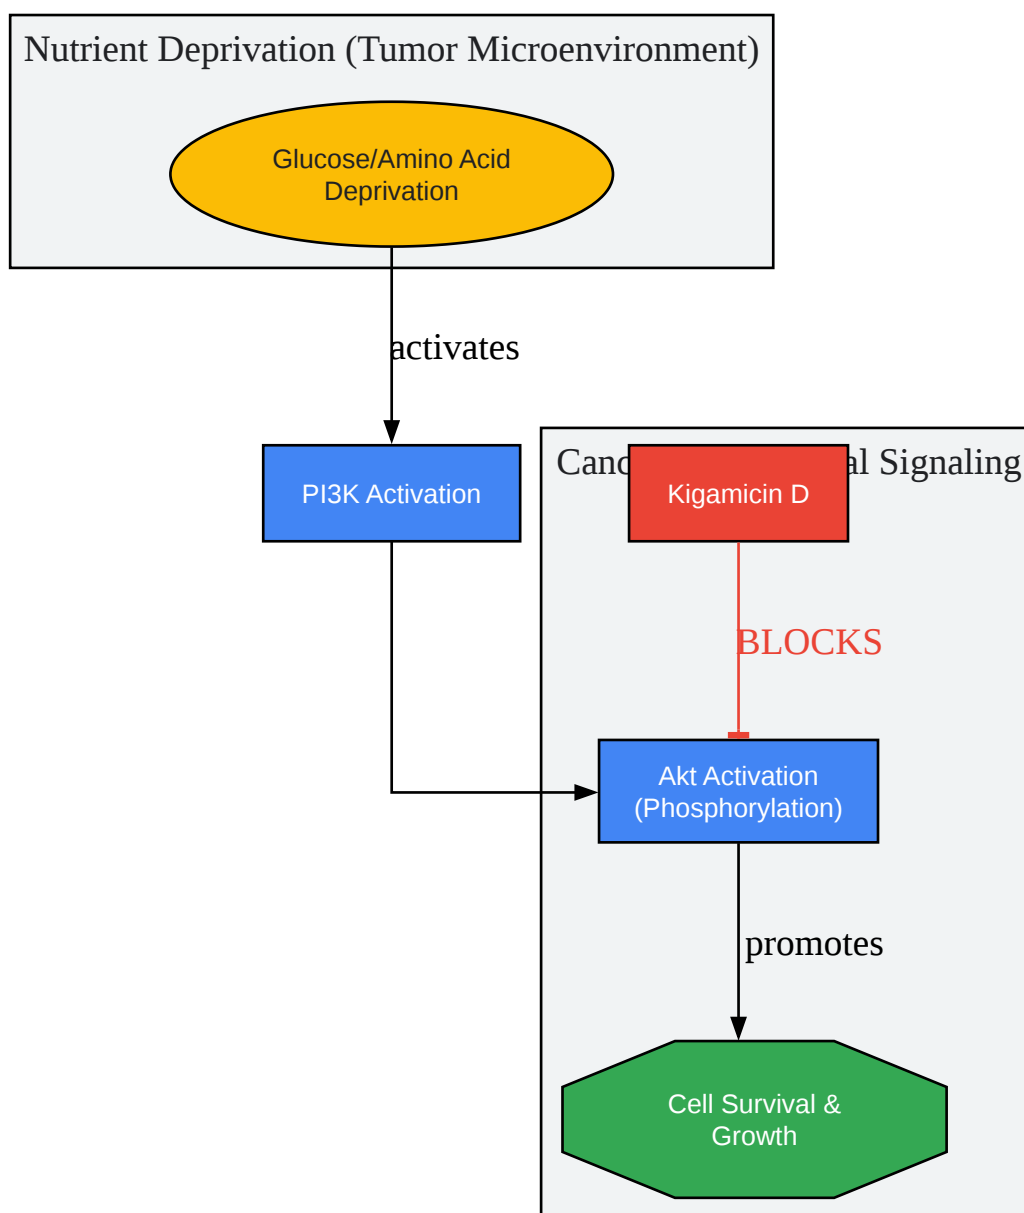 Nutrient Deprivation (Tumor Microenvironment)
Glucose/Amino Acid
Deprivation
activates
PI3K Activation
Signaling
Kigamicin D
BLOCKS
Akt Activation
(Phosphorylation)
promotes
Cell Survival &
Growth